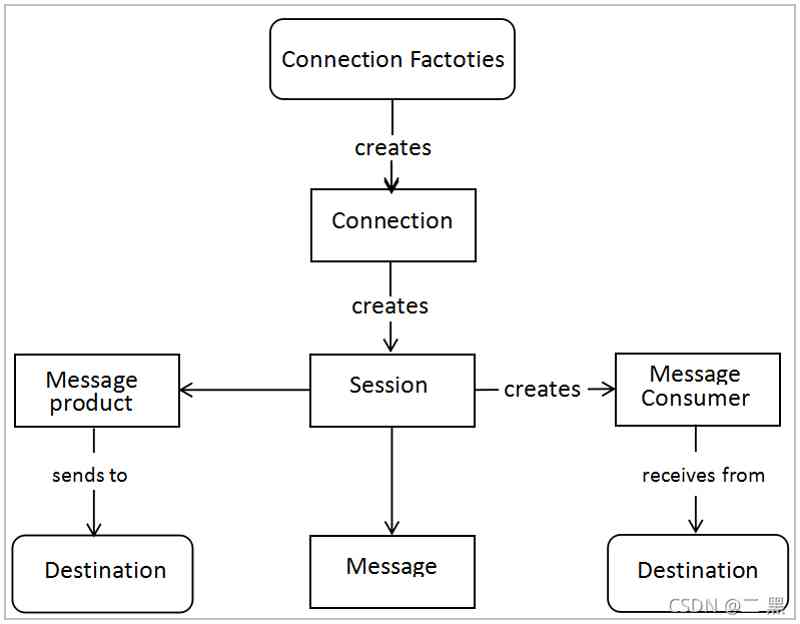 Connection Factoties
creates
Connection
creates
Message
product
Session
creates
Message
Consumer
sends to
receives from
Destination
Message
Destination
CSDN @二 黑